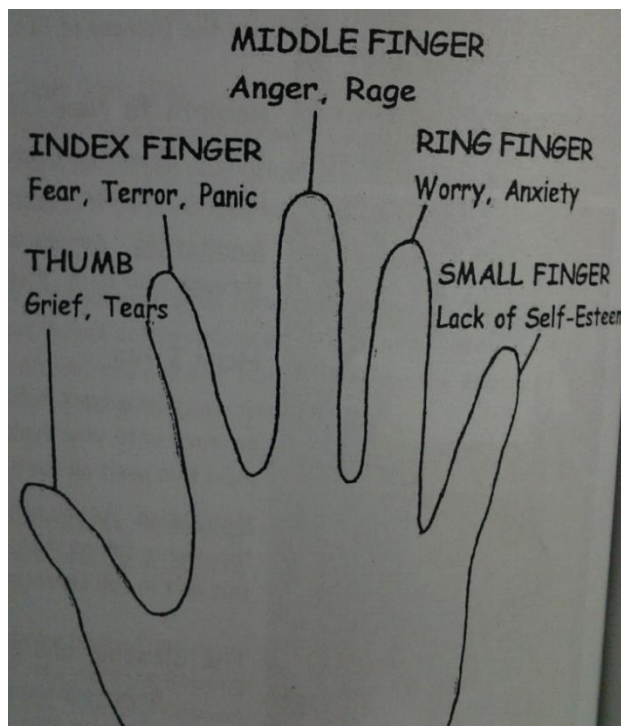 MIDDLE FINGER
Anger, Rage
INDEX FINGER
Fear, Terror, Panic
RING FINGER
Worry, Anxiety
THUMB
Grief, Tears
SMALL FINGER
Lack of Self-Esteem